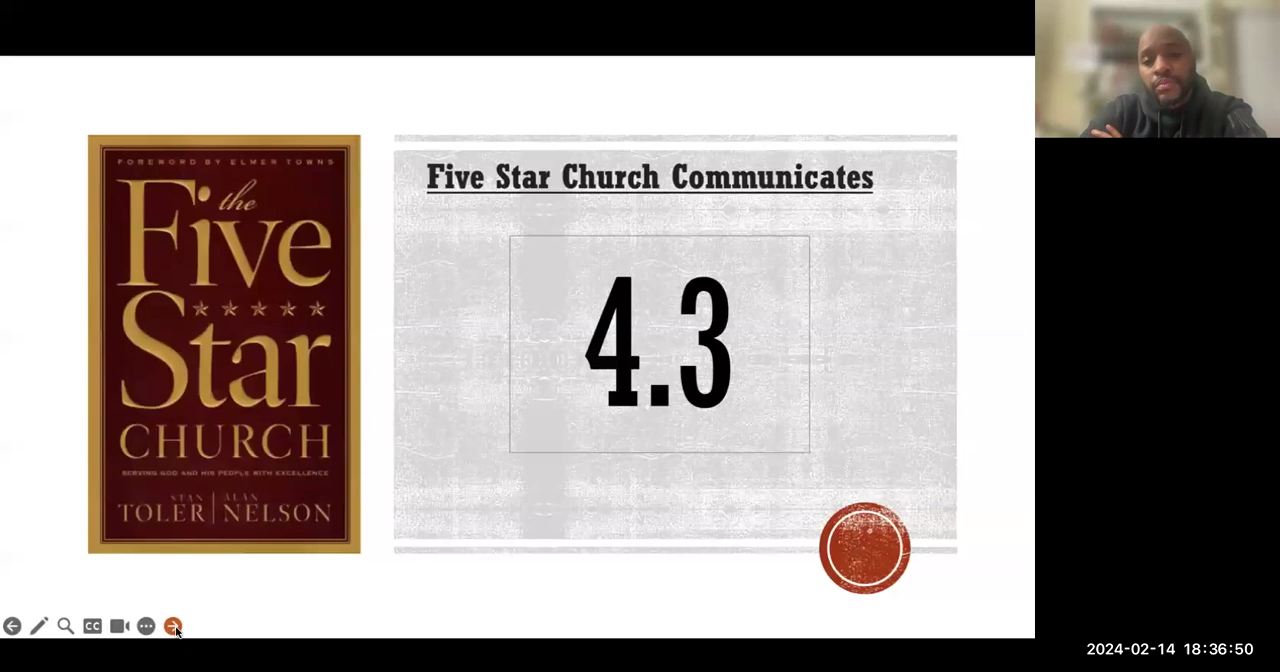 FOREWORD BY ELMER TOWNS
the
Five
Star
CHURCH
SERVING GOD AND HIS PEOPLE WITH EXCELLENCE
STAN TOLER | ALAN NELSON
Five Star Church Communicates
4.3
CC
2024-02-14 18:36:50